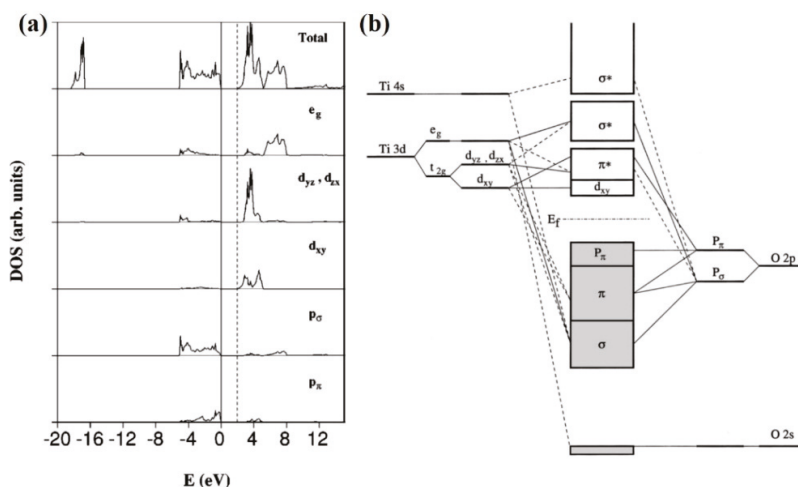 (a)
Total
e_g
d_yz , d_zx
d_xy
p_σ
p_π
DOS (arb. units)
-20 -16 -12 -8 -4 0 4 8 12
E (eV)
(b)
Ti 4s
Ti 3d
e_g
t_2g
d_yz , d_zx
d_xy
σ*
σ*
π*
d_xy
E_f
P_π
π
σ
P_π
P_σ
O 2p
O 2s